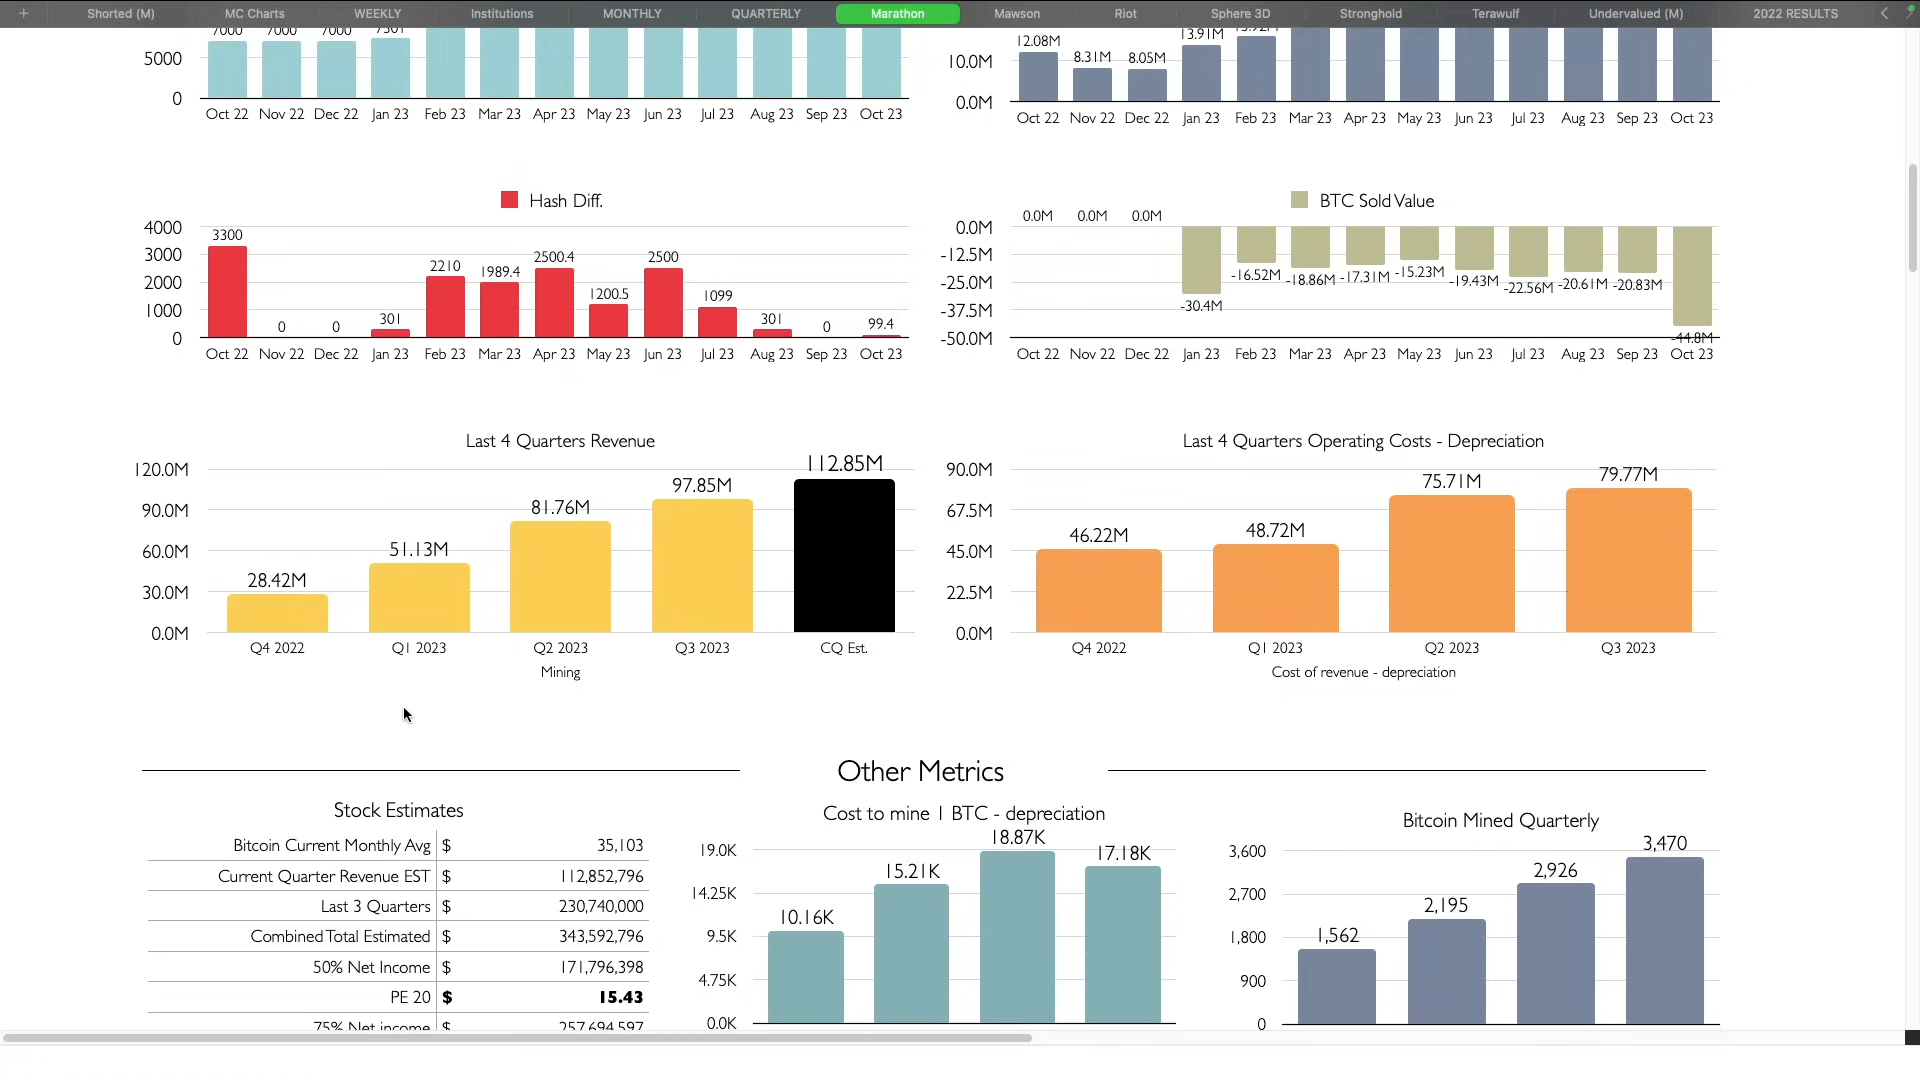 + Shorted (M) MC Charts WEEKLY Institutions MONTHLY QUARTERLY Marathon Mawson Riot Sphere 3D Stronghold Terawulf Undervalued (M) 2022 RESULTS
7000 7000 7000 7301
5000
0
Oct 22 Nov 22 Dec 22 Jan 23 Feb 23 Mar 23 Apr 23 May 23 Jun 23 Jul 23 Aug 23 Sep 23 Oct 23
12.08M 8.31M 8.05M 13.91M
10.0M
0.0M
Oct 22 Nov 22 Dec 22 Jan 23 Feb 23 Mar 23 Apr 23 May 23 Jun 23 Jul 23 Aug 23 Sep 23 Oct 23
Hash Diff.
4000
3000
2000
1000
0
3300 0 0 301 2210 1989.4 2500.4 1200.5 2500 1099 301 0 99.4
Oct 22 Nov 22 Dec 22 Jan 23 Feb 23 Mar 23 Apr 23 May 23 Jun 23 Jul 23 Aug 23 Sep 23 Oct 23
BTC Sold Value
0.0M
-12.5M
-25.0M
-37.5M
-50.0M
0.0M 0.0M 0.0M -30.4M -16.52M -18.86M -17.31M -15.23M -19.43M -22.56M -20.61M -20.83M -44.8M
Oct 22 Nov 22 Dec 22 Jan 23 Feb 23 Mar 23 Apr 23 May 23 Jun 23 Jul 23 Aug 23 Sep 23 Oct 23
Last 4 Quarters Revenue
120.0M
90.0M
60.0M
30.0M
0.0M
28.42M 51.13M 81.76M 97.85M 112.85M
Q4 2022 Q1 2023 Q2 2023 Q3 2023 CQ Est.
Mining
Last 4 Quarters Operating Costs - Depreciation
90.0M
67.5M
45.0M
22.5M
0.0M
46.22M 48.72M 75.71M 79.77M
Q4 2022 Q1 2023 Q2 2023 Q3 2023
Cost of revenue - depreciation
Other Metrics
Stock Estimates
Bitcoin Current Monthly Avg $ 35,103
Current Quarter Revenue EST $ 112,852,796
Last 3 Quarters $ 230,740,000
Combined Total Estimated $ 343,592,796
50% Net Income $ 171,796,398
PE 20 $ 15.43
75% Net income $ 257,694,597
Cost to mine 1 BTC - depreciation
19.0K
14.25K
9.5K
4.75K
0.0K
10.16K 15.21K 18.87K 17.18K
Bitcoin Mined Quarterly
3,600
2,700
1,800
900
0
1,562 2,195 2,926 3,470